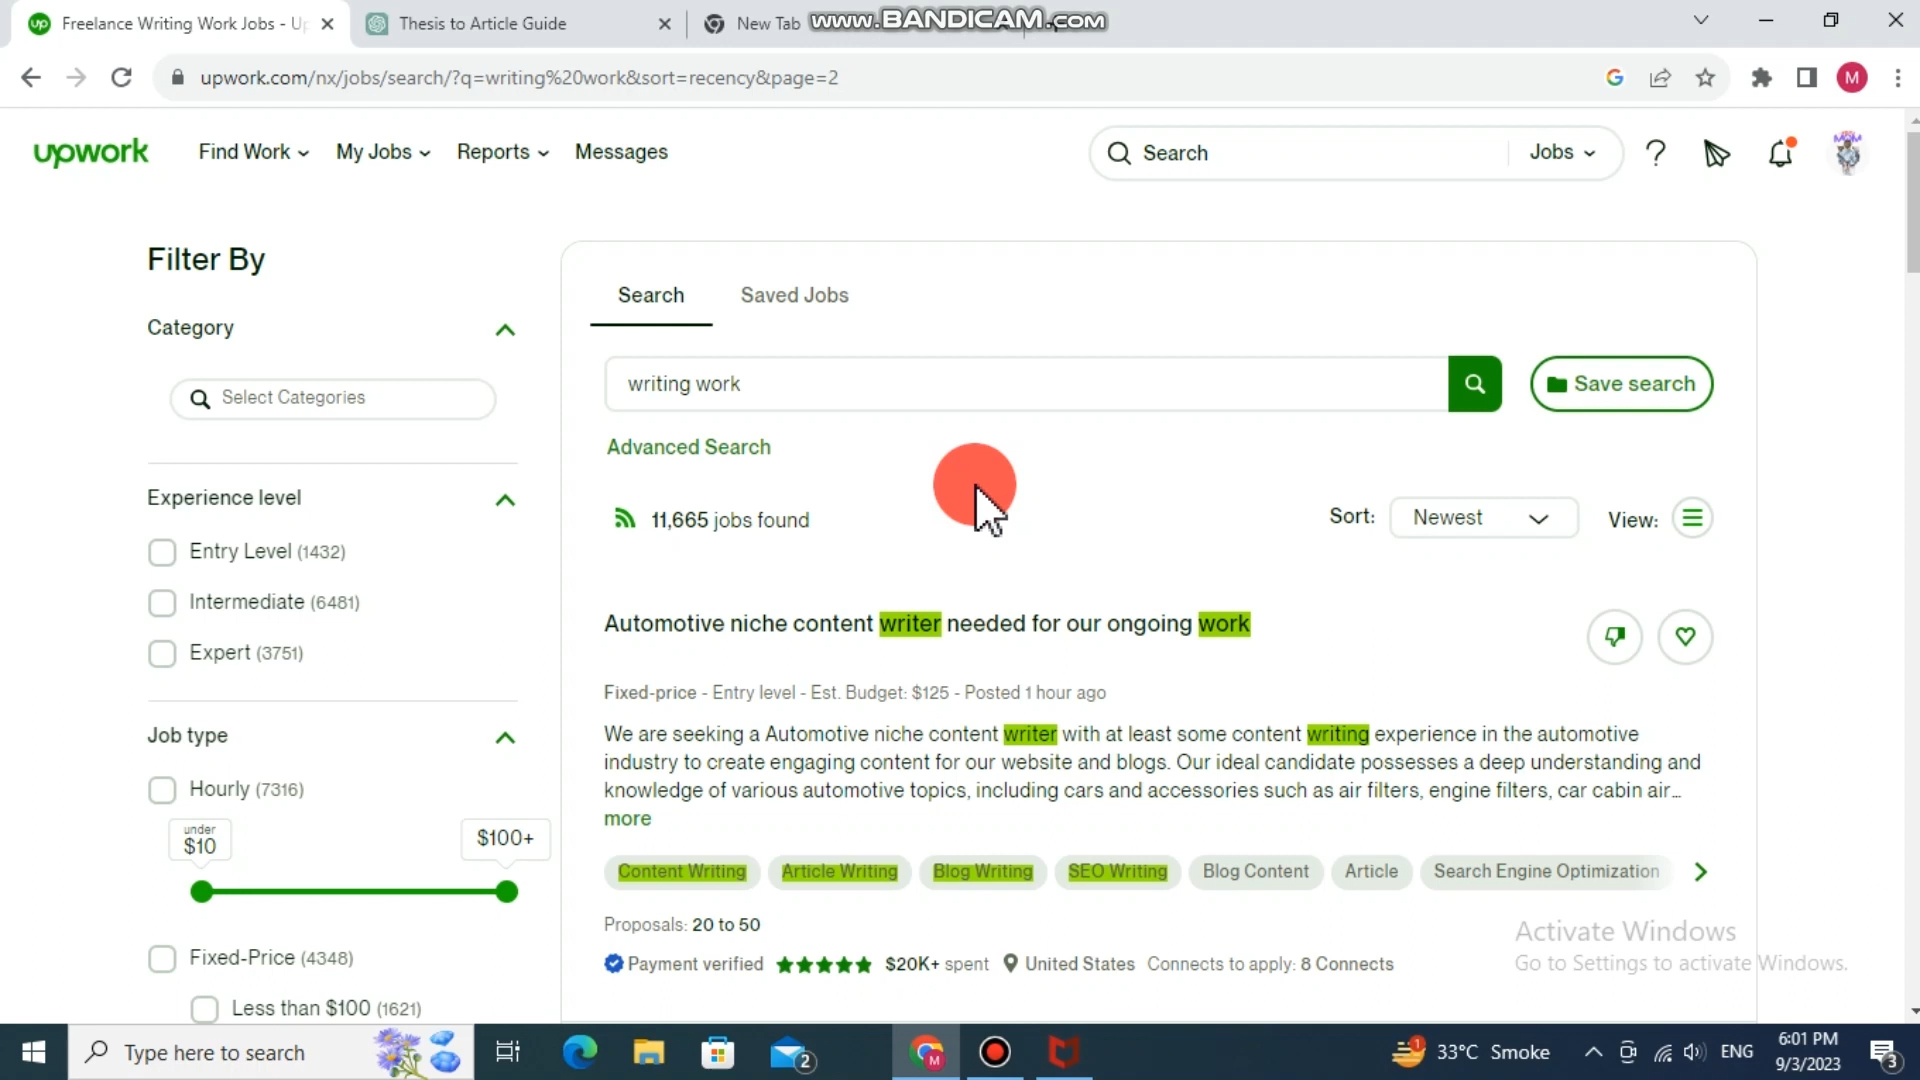 Freelance Writing Work Jobs - Up
Thesis to Article Guide
New Tab
www.BANDICAM.com
upwork.com/nx/jobs/search/?q=writing%20work&sort=recency&page=2
M
upwork
Find Work
My Jobs
Reports
Messages
Search
Jobs
Filter By
Category
Select Categories
Experience level
Entry Level (1432)
Intermediate (6481)
Expert (3751)
Job type
Hourly (7316)
under
$10
$100+
Fixed-Price (4348)
Less than $100 (1621)
Search
Saved Jobs
writing work
Save search
Advanced Search
11,665 jobs found
Sort:
Newest
View:
Automotive niche content writer needed for our ongoing work
Fixed-price - Entry level - Est. Budget: $125 - Posted 1 hour ago
We are seeking a Automotive niche content writer with at least some content writing experience in the automotive
industry to create engaging content for our website and blogs. Our ideal candidate possesses a deep understanding and
knowledge of various automotive topics, including cars and accessories such as air filters, engine filters, car cabin air...
more
Content Writing
Article Writing
Blog Writing
SEO Writing
Blog Content
Article
Search Engine Optimization
Proposals: 20 to 50
Payment verified
$20K+ spent
United States
Connects to apply: 8 Connects
Activate Windows
Go to Settings to activate Windows.
Type here to search
2
M
1
33°C Smoke
ENG
6:01 PM
9/3/2023
3